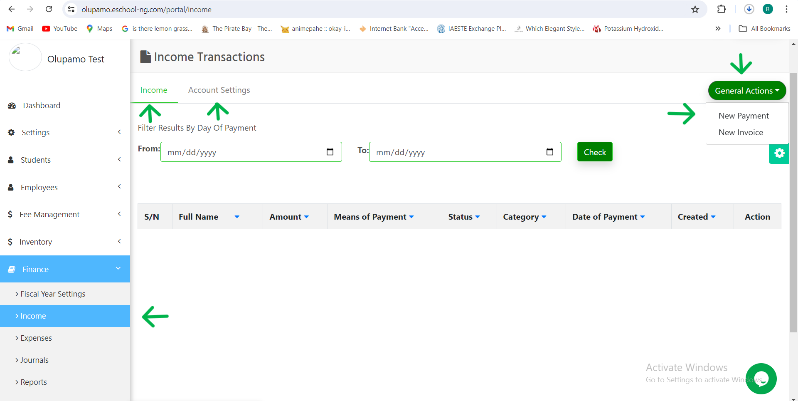 olupamo.eschool-ng.com/portal/income
Gmail YouTube Maps is there lemon grass... The Pirate Bay - The... animepahe :: okay-i... Internet Bank `Acce... IAESTE Exchange Pl... Which Elegant Style... Potassium Hydroxid... » All Bookmarks
Olupamo Test
Income Transactions
Income Account Settings
General Actions
New Payment
New Invoice
Filter Results By Day Of Payment
From: mm/dd/yyyy To: mm/dd/yyyy Check
S/N Full Name Amount Means of Payment Status Category Date of Payment Created Action
Dashboard
Settings
Students
Employees
Fee Management
Inventory
Finance
› Fiscal Year Settings
› Income
› Expenses
› Journals
› Reports
Activate Windows
Go to Settings to activate